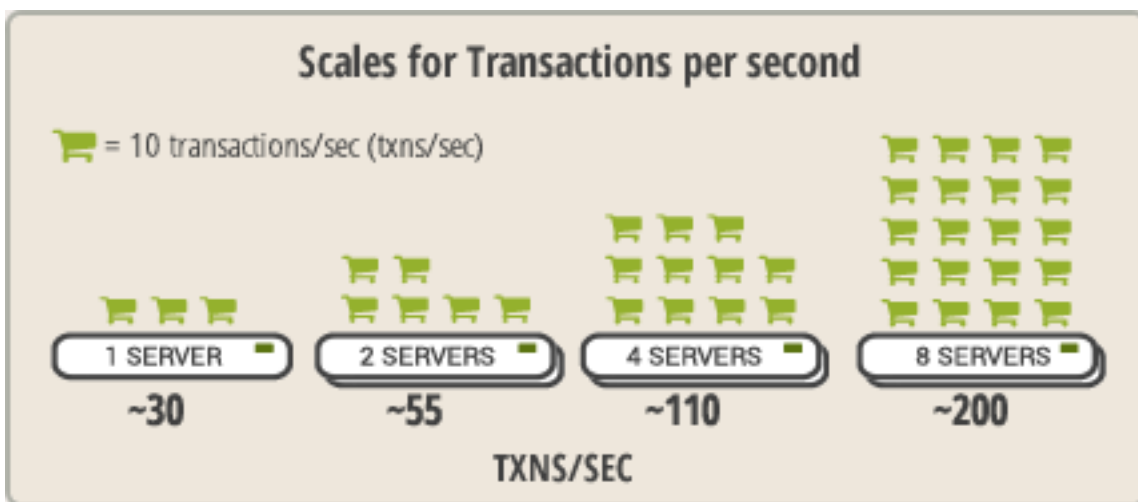 Scales for Transactions per second
= 10 transactions/sec (txns/sec)
1 SERVER
2 SERVERS
4 SERVERS
8 SERVERS
~30
~55
~110
~200
TXNS/SEC